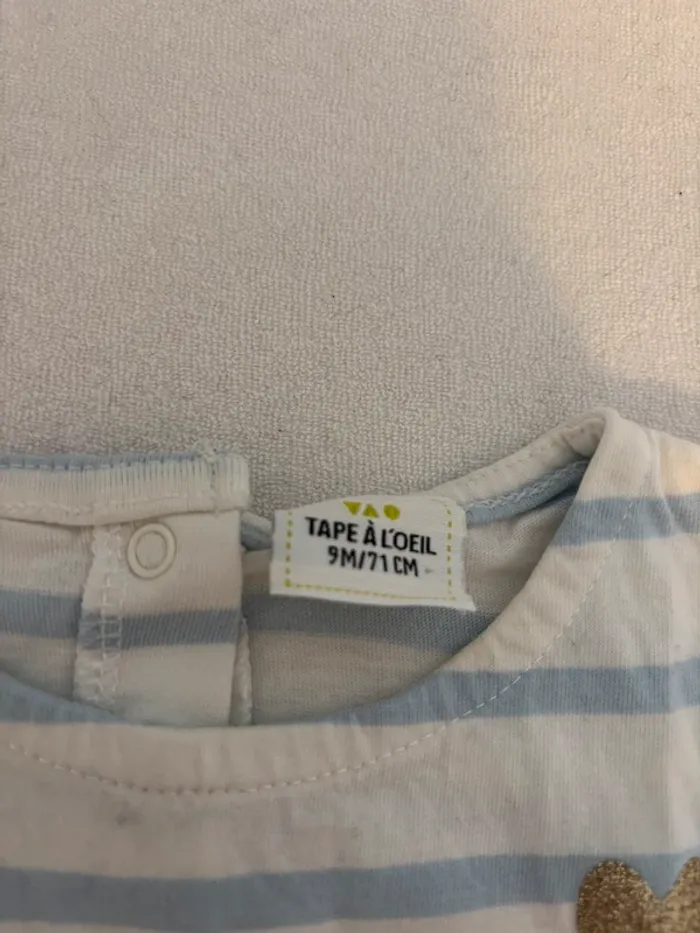 TAPE À L'OEIL
9M/71 CM